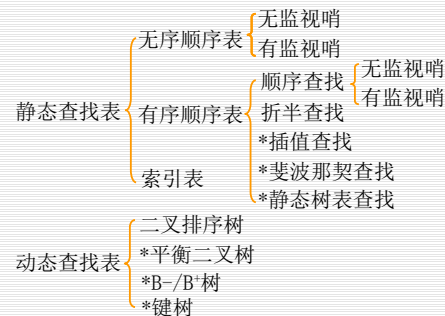 静态查找表
无序顺序表
无监视哨
有监视哨
有序顺序表
顺序查找
无监视哨
有监视哨
折半查找
*插值查找
*斐波那契查找
*静态树表查找
索引表
动态查找表
二叉排序树
*平衡二叉树
*B-/B⁺树
*键树